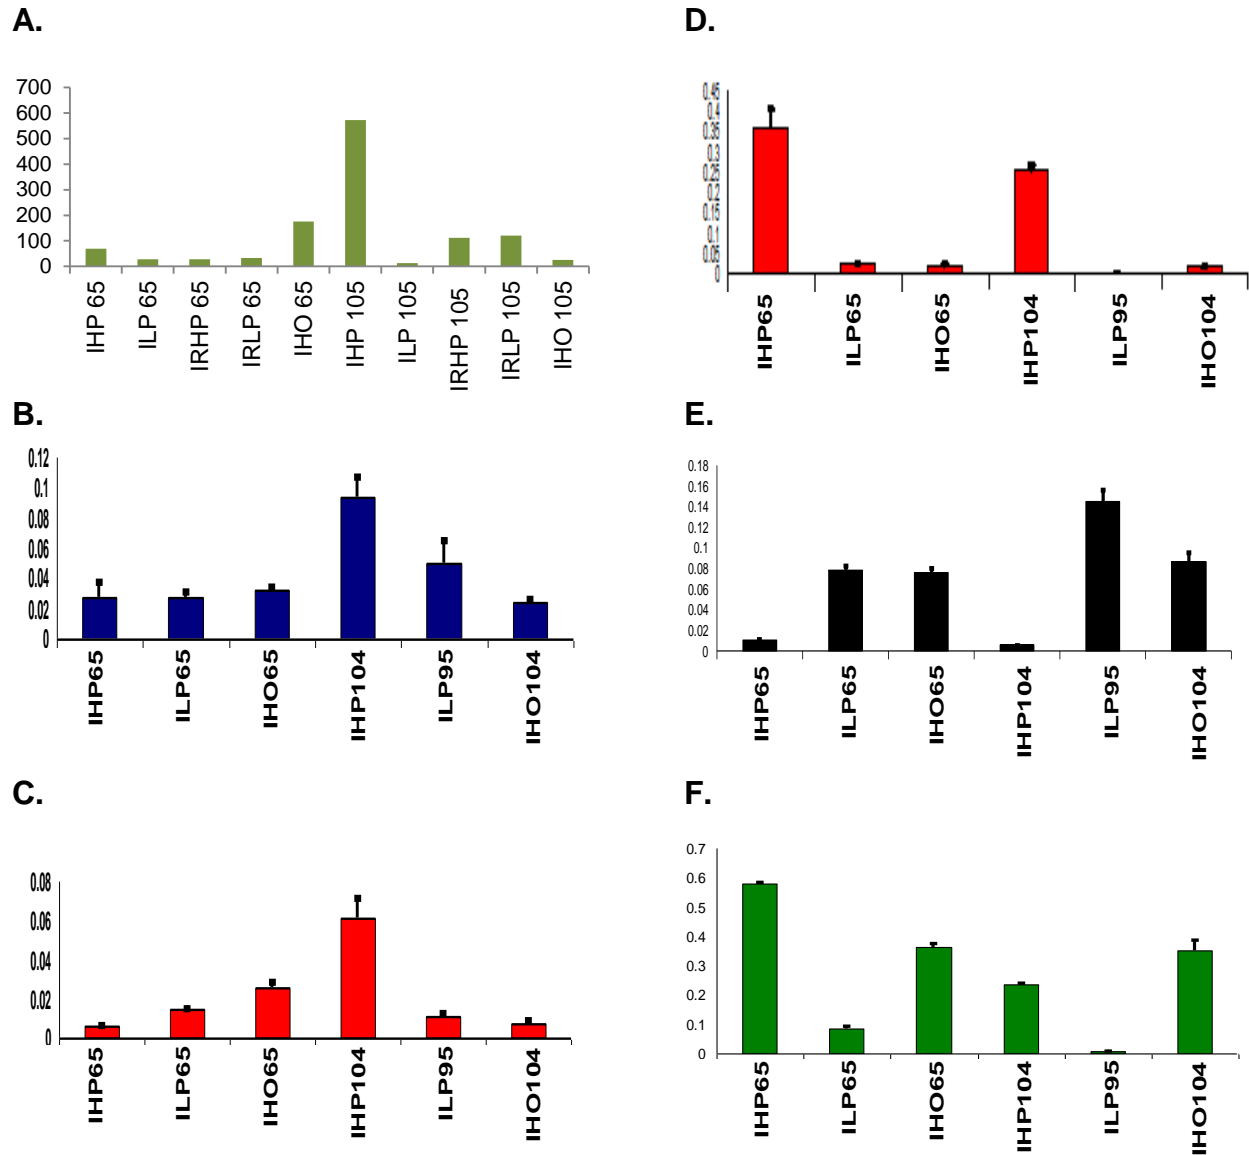 A.
700
600
500
400
300
200
100
0
IHP 65
ILP 65
IRHP 65
IRLP 65
IHO 65
IHP 105
ILP 105
IRHP 105
IRLP 105
IHO 105
B.
0.12
0.1
0.08
0.06
0.04
0.02
0
IHP65
ILP65
IHO65
IHP104
ILP95
IHO104
C.
0.08
0.06
0.04
0.02
0
IHP65
ILP65
IHO65
IHP104
ILP95
IHO104
D.
0.45
0.4
0.35
0.3
0.25
0.2
0.15
0.1
0.05
0
IHP65
ILP65
IHO65
IHP104
ILP95
IHO104
E.
0.18
0.16
0.14
0.12
0.1
0.08
0.06
0.04
0.02
0
IHP65
ILP65
IHO65
IHP104
ILP95
IHO104
F.
0.7
0.6
0.5
0.4
0.3
0.2
0.1
0
IHP65
ILP65
IHO65
IHP104
ILP95
IHO104